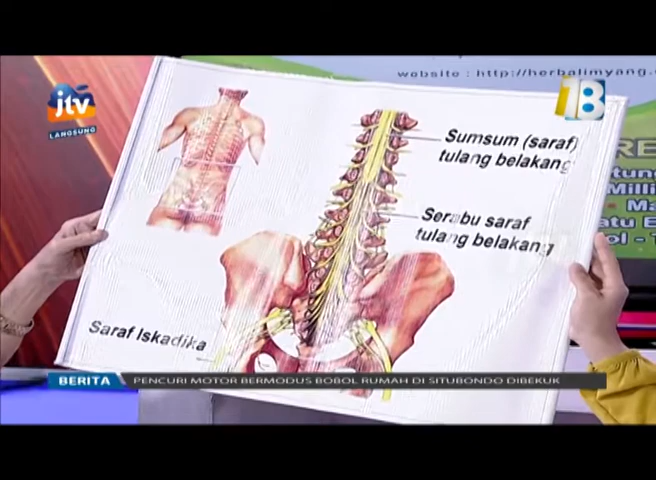 website : http://herbalimyang.c
jtv
LANGSUNG
18
Sumsum (saraf)
tulang belakang
Serabu saraf
tulang belakang
Saraf Iskadika
Milli
BERITA
PENCURI MOTOR BERMODUS BOBOL RUMAH DI SITUBONDO DIBEKUK